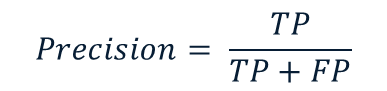 Precision = TP / (TP + FP)